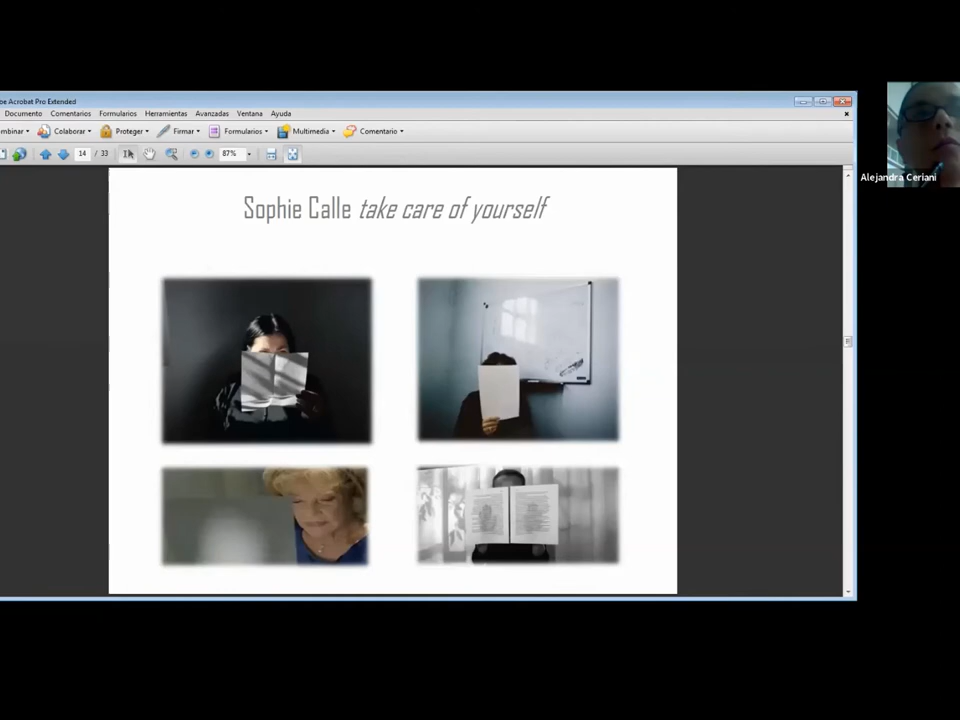 be Acrobat Pro Extended
Documento Comentarios Formularios Herramientas Avanzadas Ventana Ayuda
mbinar Colaborar Proteger Firmar Formularios Multimedia Comentario
14 / 33 87%
Sophie Calle take care of yourself
Alejandra Ceriani